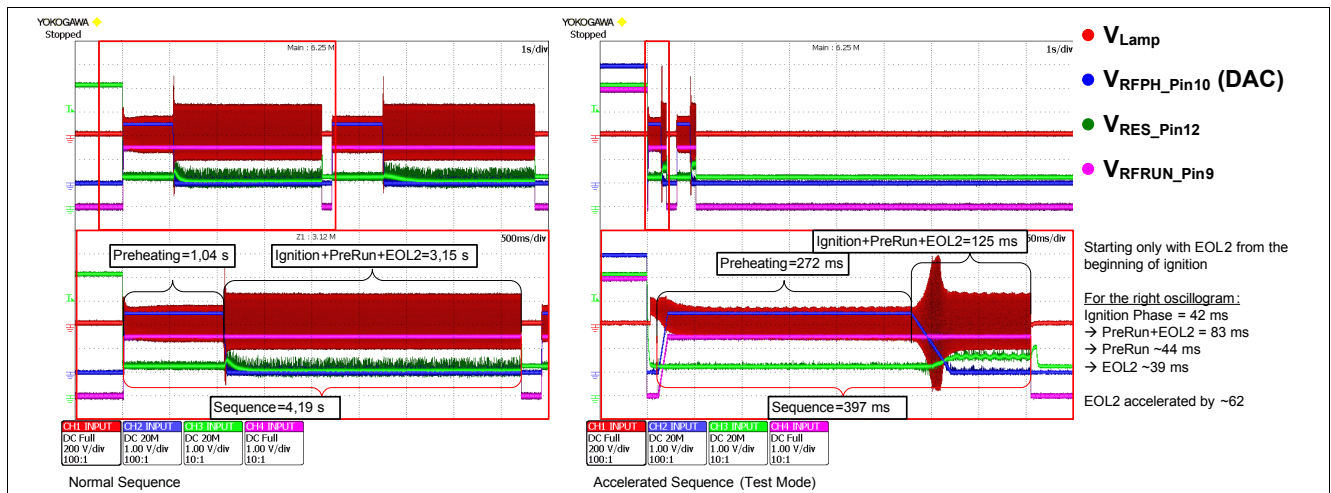 YOKOGAWA
Stopped
Main : 6.25 M
1s/div
Z1 : 3.12 M
500ms/div
Preheating=1,04 s
Ignition+PreRun+EOL2=3,15 s
Sequence=4,19 s
CH1 INPUT
DC Full
200 V/div
100:1
CH2 INPUT
DC 20M
1.00 V/div
100:1
CH3 INPUT
DC 20M
1.00 V/div
10:1
CH4 INPUT
DC Full
1.00 V/div
10:1
Normal Sequence
YOKOGAWA
Stopped
Main : 6.25 M
1s/div
Ignition+PreRun+EOL2=125 ms
Preheating=272 ms
Sequence=397 ms
CH1 INPUT
DC Full
200 V/div
100:1
CH2 INPUT
DC 20M
1.00 V/div
100:1
CH3 INPUT
DC 20M
1.00 V/div
10:1
CH4 INPUT
DC Full
1.00 V/div
10:1
Accelerated Sequence (Test Mode)
• VLamp
• VRFPH_Pin10 (DAC)
• VRES_Pin12
• VRFRUN_Pin9
Starting only with EOL2 from the
beginning of ignition
For the right oscillogram :
Ignition Phase = 42 ms
→ PreRun+EOL2 = 83 ms
→ PreRun ~44 ms
→ EOL2 ~39 ms
EOL2 accelerated by ~62